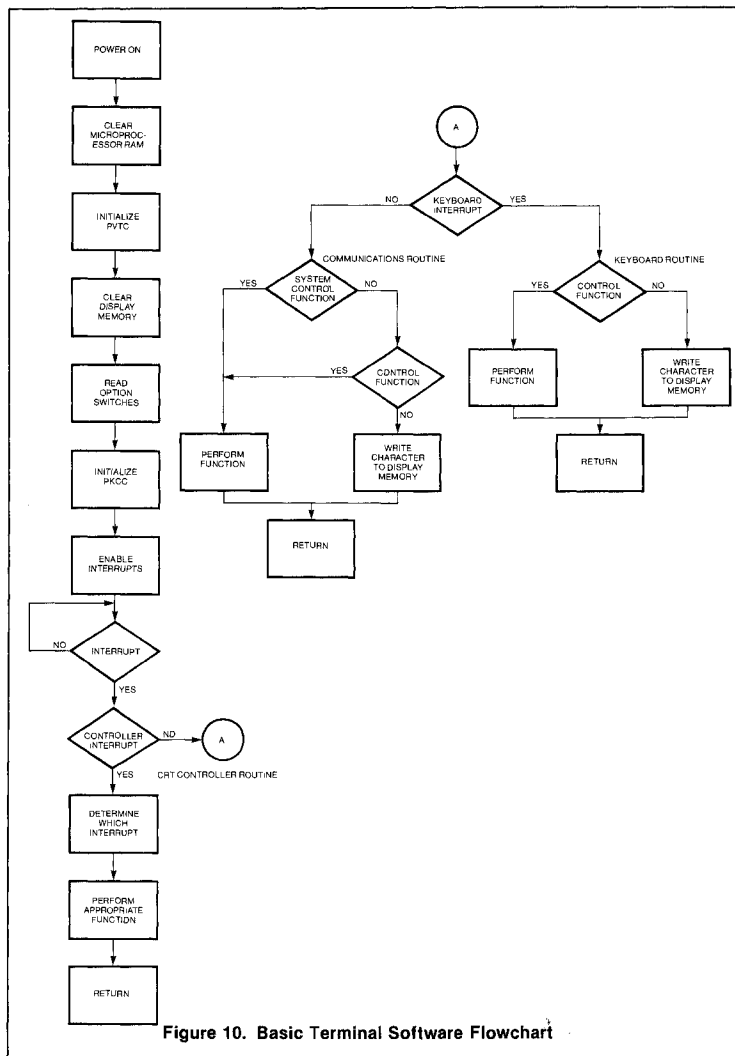 POWER ON
CLEAR
MICROPROC-
ESSOR RAM
INITIALIZE
PVTC
CLEAR
DISPLAY
MEMORY
READ
OPTION
SWITCHES
INITIALIZE
PKCC
ENABLE
INTERRUPTS
INTERRUPT
NO
YES
CONTROLLER
INTERRUPT
NO
A
YES
CRT CONTROLLER ROUTINE
DETERMINE
WHICH
INTERRUPT
PERFORM
APPROPRIATE
FUNCTION
RETURN
A
KEYBOARD
INTERRUPT
NO
YES
COMMUNICATIONS ROUTINE
SYSTEM
CONTROL
FUNCTION
YES
NO
CONTROL
FUNCTION
YES
NO
PERFORM
FUNCTION
WRITE
CHARACTER
TO DISPLAY
MEMORY
RETURN
KEYBOARD ROUTINE
CONTROL
FUNCTION
YES
NO
PERFORM
FUNCTION
WRITE
CHARACTER
TO DISPLAY
MEMORY
RETURN
Figure 10. Basic Terminal Software Flowchart